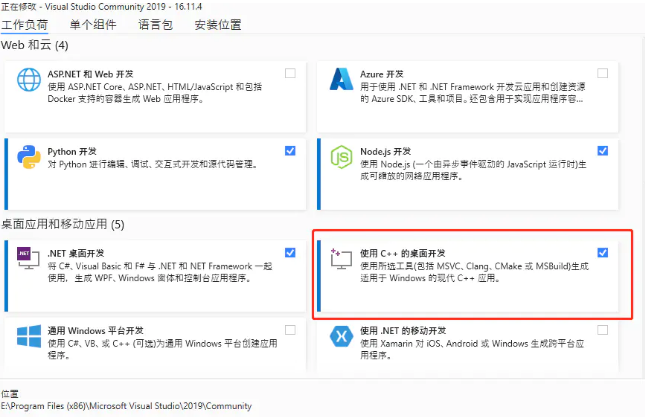 正在修改 - Visual Studio Community 2019 - 16.11.4
工作负荷 单个组件 语言包 安装位置
Web 和云 (4)
ASP.NET 和 Web 开发
使用 ASP.NET Core、ASP.NET、HTML/JavaScript 和包括
Docker 支持的容器生成 Web 应用程序。
Azure 开发
用于使用 .NET 和 .NET Framework 开发云应用和创建资源
的 Azure SDK、工具和项目。还包含用于实现应用程序容...
Python 开发
对 Python 进行编辑、调试、交互式开发和源代码管理。
Node.js 开发
使用 Node.js (一个由异步事件驱动的 JavaScript 运行时)生
成可缩放的网络应用程序。
桌面应用和移动应用 (5)
.NET
.NET 桌面开发
将 C#、Visual Basic 和 F# 与 .NET 和 NET Framework 一起
使用，生成 WPF、Windows 窗体和控制台应用程序。
使用 C++ 的桌面开发
使用所选工具(包括 MSVC、Clang、CMake 或 MSBuild)生成
适用于 Windows 的现代 C++ 应用。
通用 Windows 平台开发
使用 C#、VB、或 C++ (可选)为通用 Windows 平台创建应用
程序。
使用 .NET 的移动开发
使用 Xamarin 对 iOS、Android 或 Windows 生成跨平台应
用程序。
位置
E:\Program Files (x86)\Microsoft Visual Studio\2019\Community